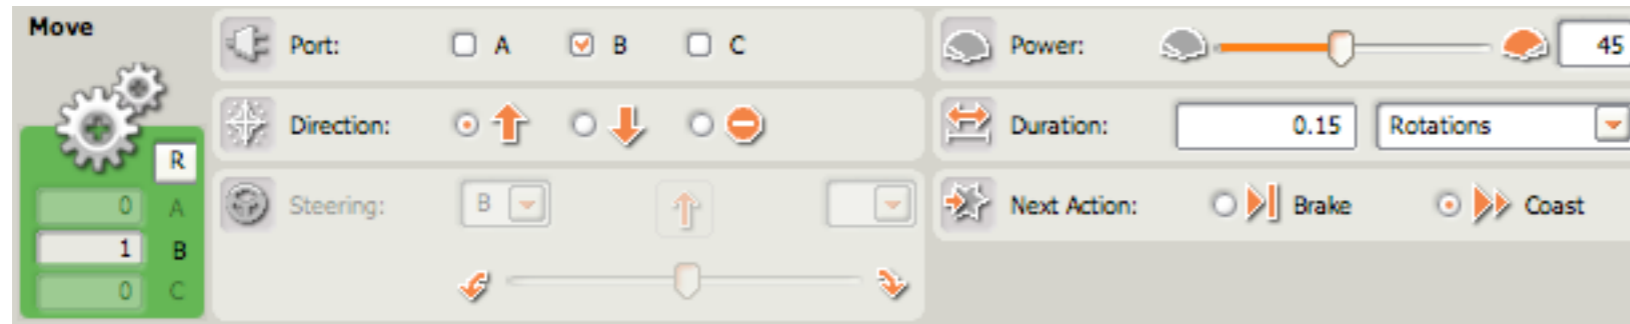 Move
Port: A B C
Power: 45
Direction:
Duration: 0.15 Rotations
R
Steering: B
Next Action: Brake Coast
0 A
1 B
0 C